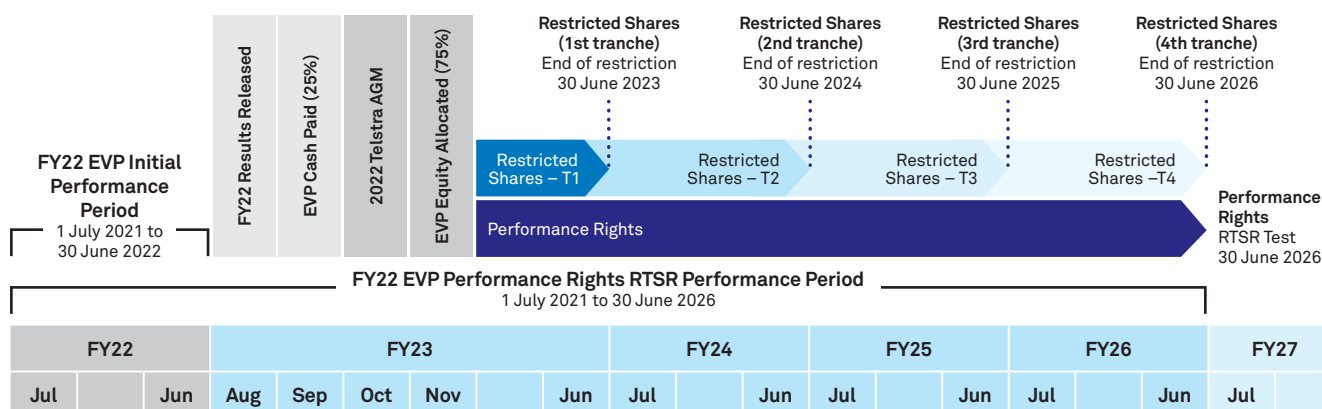 Restricted Shares
(1st tranche)
End of restriction
30 June 2023
Restricted Shares
(2nd tranche)
End of restriction
30 June 2024
Restricted Shares
(3rd tranche)
End of restriction
30 June 2025
Restricted Shares
(4th tranche)
End of restriction
30 June 2026
FY22 EVP Initial
Performance
Period
1 July 2021 to
30 June 2022
FY22 Results Released
EVP Cash Paid (25%)
2022 Telstra AGM
EVP Equity Allocated (75%)
Restricted
Shares – T1
Restricted
Shares – T2
Restricted
Shares – T3
Restricted
Shares –T4
Performance Rights
Performance
Rights
RTSR Test
30 June 2026
FY22 EVP Performance Rights RTSR Performance Period
1 July 2021 to 30 June 2026
FY22 FY23 FY24 FY25 FY26 FY27
Jul Jun Aug Sep Oct Nov Jun Jul Jun Jul Jun Jul Jun Jul